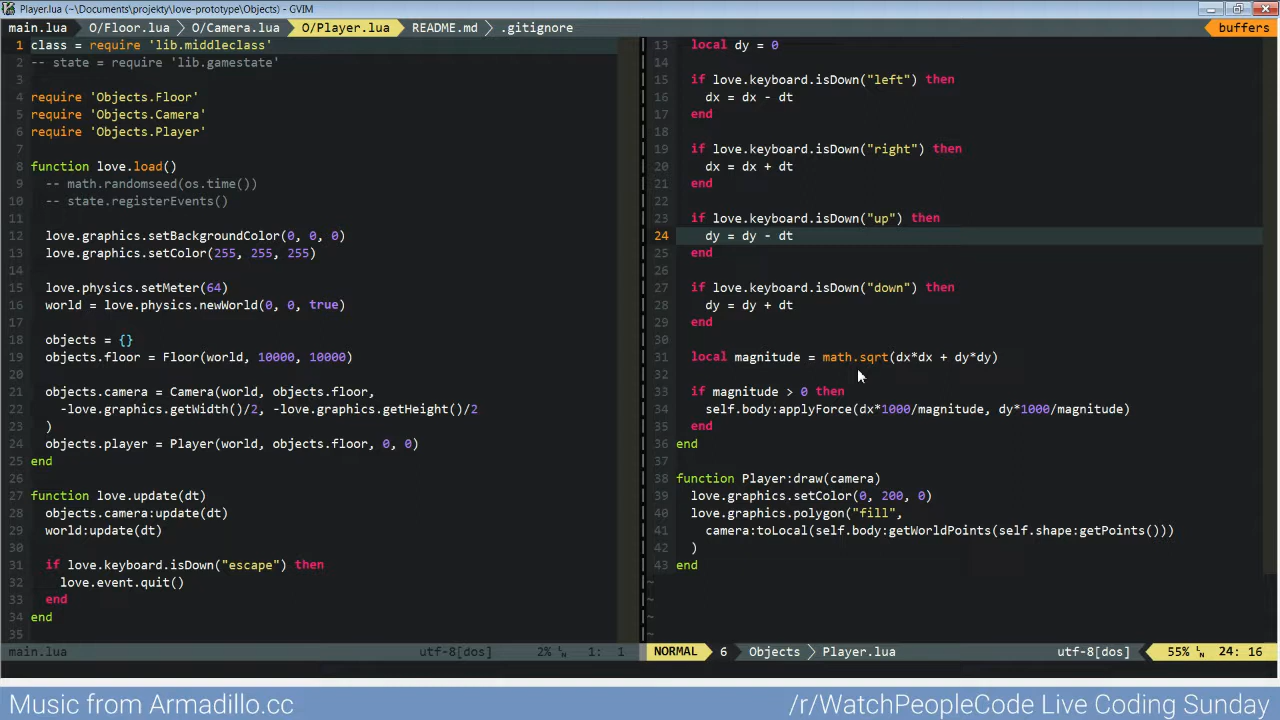 Player.lua (~\Documents\projekty\love-prototype\Objects) - GVIM
main.lua O/Floor.lua O/Camera.lua O/Player.lua README.md .gitignore buffers
1 class = require 'lib.middleclass'
2 -- state = require 'lib.gamestate'
3
4 require 'Objects.Floor'
5 require 'Objects.Camera'
6 require 'Objects.Player'
7
8 function love.load()
9 -- math.randomseed(os.time())
10 -- state.registerEvents()
11
12 love.graphics.setBackgroundColor(0, 0, 0)
13 love.graphics.setColor(255, 255, 255)
14
15 love.physics.setMeter(64)
16 world = love.physics.newWorld(0, 0, true)
17
18 objects = {}
19 objects.floor = Floor(world, 10000, 10000)
20
21 objects.camera = Camera(world, objects.floor,
22 -love.graphics.getWidth()/2, -love.graphics.getHeight()/2
23 )
24 objects.player = Player(world, objects.floor, 0, 0)
25 end
26
27 function love.update(dt)
28 objects.camera:update(dt)
29 world:update(dt)
30
31 if love.keyboard.isDown("escape") then
32 love.event.quit()
33 end
34 end
35
main.lua utf-8[dos] 2% LN 1: 1
13 local dy = 0
14
15 if love.keyboard.isDown("left") then
16 dx = dx - dt
17 end
18
19 if love.keyboard.isDown("right") then
20 dx = dx + dt
21 end
22
23 if love.keyboard.isDown("up") then
24 dy = dy - dt
25 end
26
27 if love.keyboard.isDown("down") then
28 dy = dy + dt
29 end
30
31 local magnitude = math.sqrt(dx*dx + dy*dy)
32
33 if magnitude > 0 then
34 self.body:applyForce(dx*1000/magnitude, dy*1000/magnitude)
35 end
36 end
37
38 function Player:draw(camera)
39 love.graphics.setColor(0, 200, 0)
40 love.graphics.polygon("fill",
41 camera:toLocal(self.body:getWorldPoints(self.shape:getPoints()))
42 )
43 end
~
~
~
~
NORMAL 6 Objects Player.lua utf-8[dos] 55% LN 24: 16
Music from Armadillo.cc
/r/WatchPeopleCode Live Coding Sunday